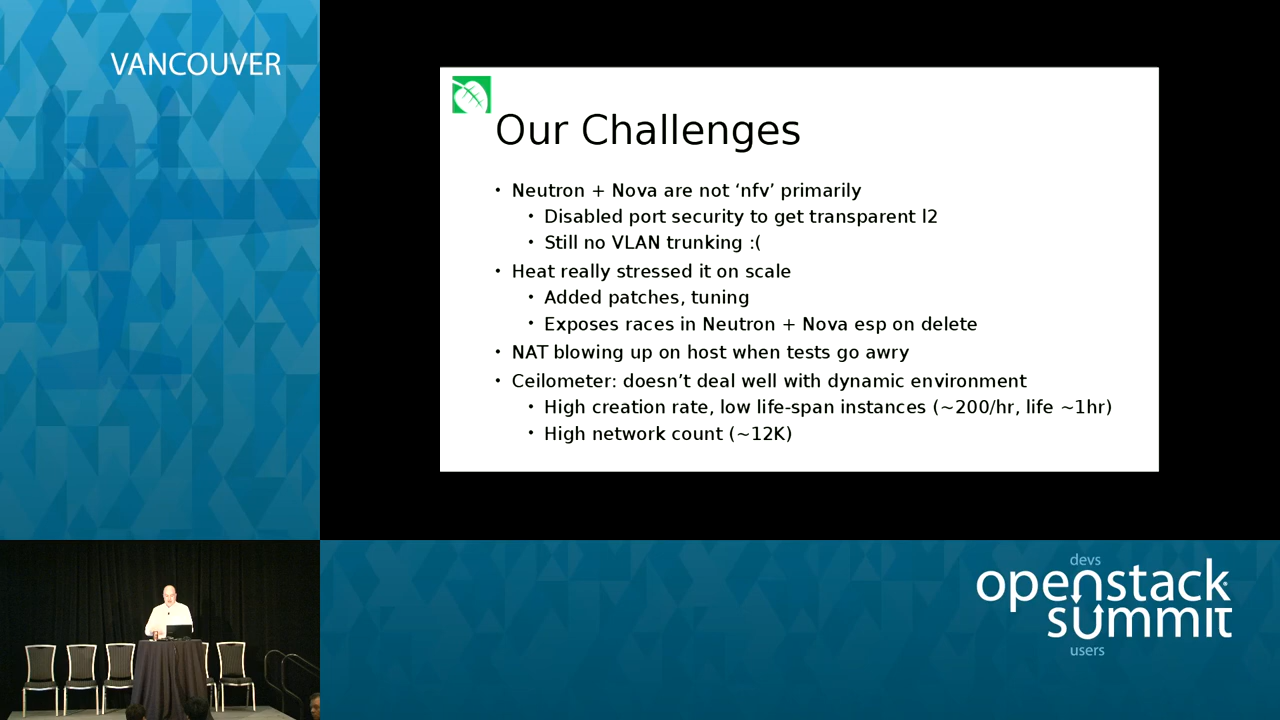 VANCOUVER
Our Challenges
• Neutron + Nova are not ‘nfv’ primarily
• Disabled port security to get transparent l2
• Still no VLAN trunking :(
• Heat really stressed it on scale
• Added patches, tuning
• Exposes races in Neutron + Nova esp on delete
• NAT blowing up on host when tests go awry
• Ceilometer: doesn’t deal well with dynamic environment
• High creation rate, low life-span instances (~200/hr, life ~1hr)
• High network count (~12K)
devs
openstack
summit
users